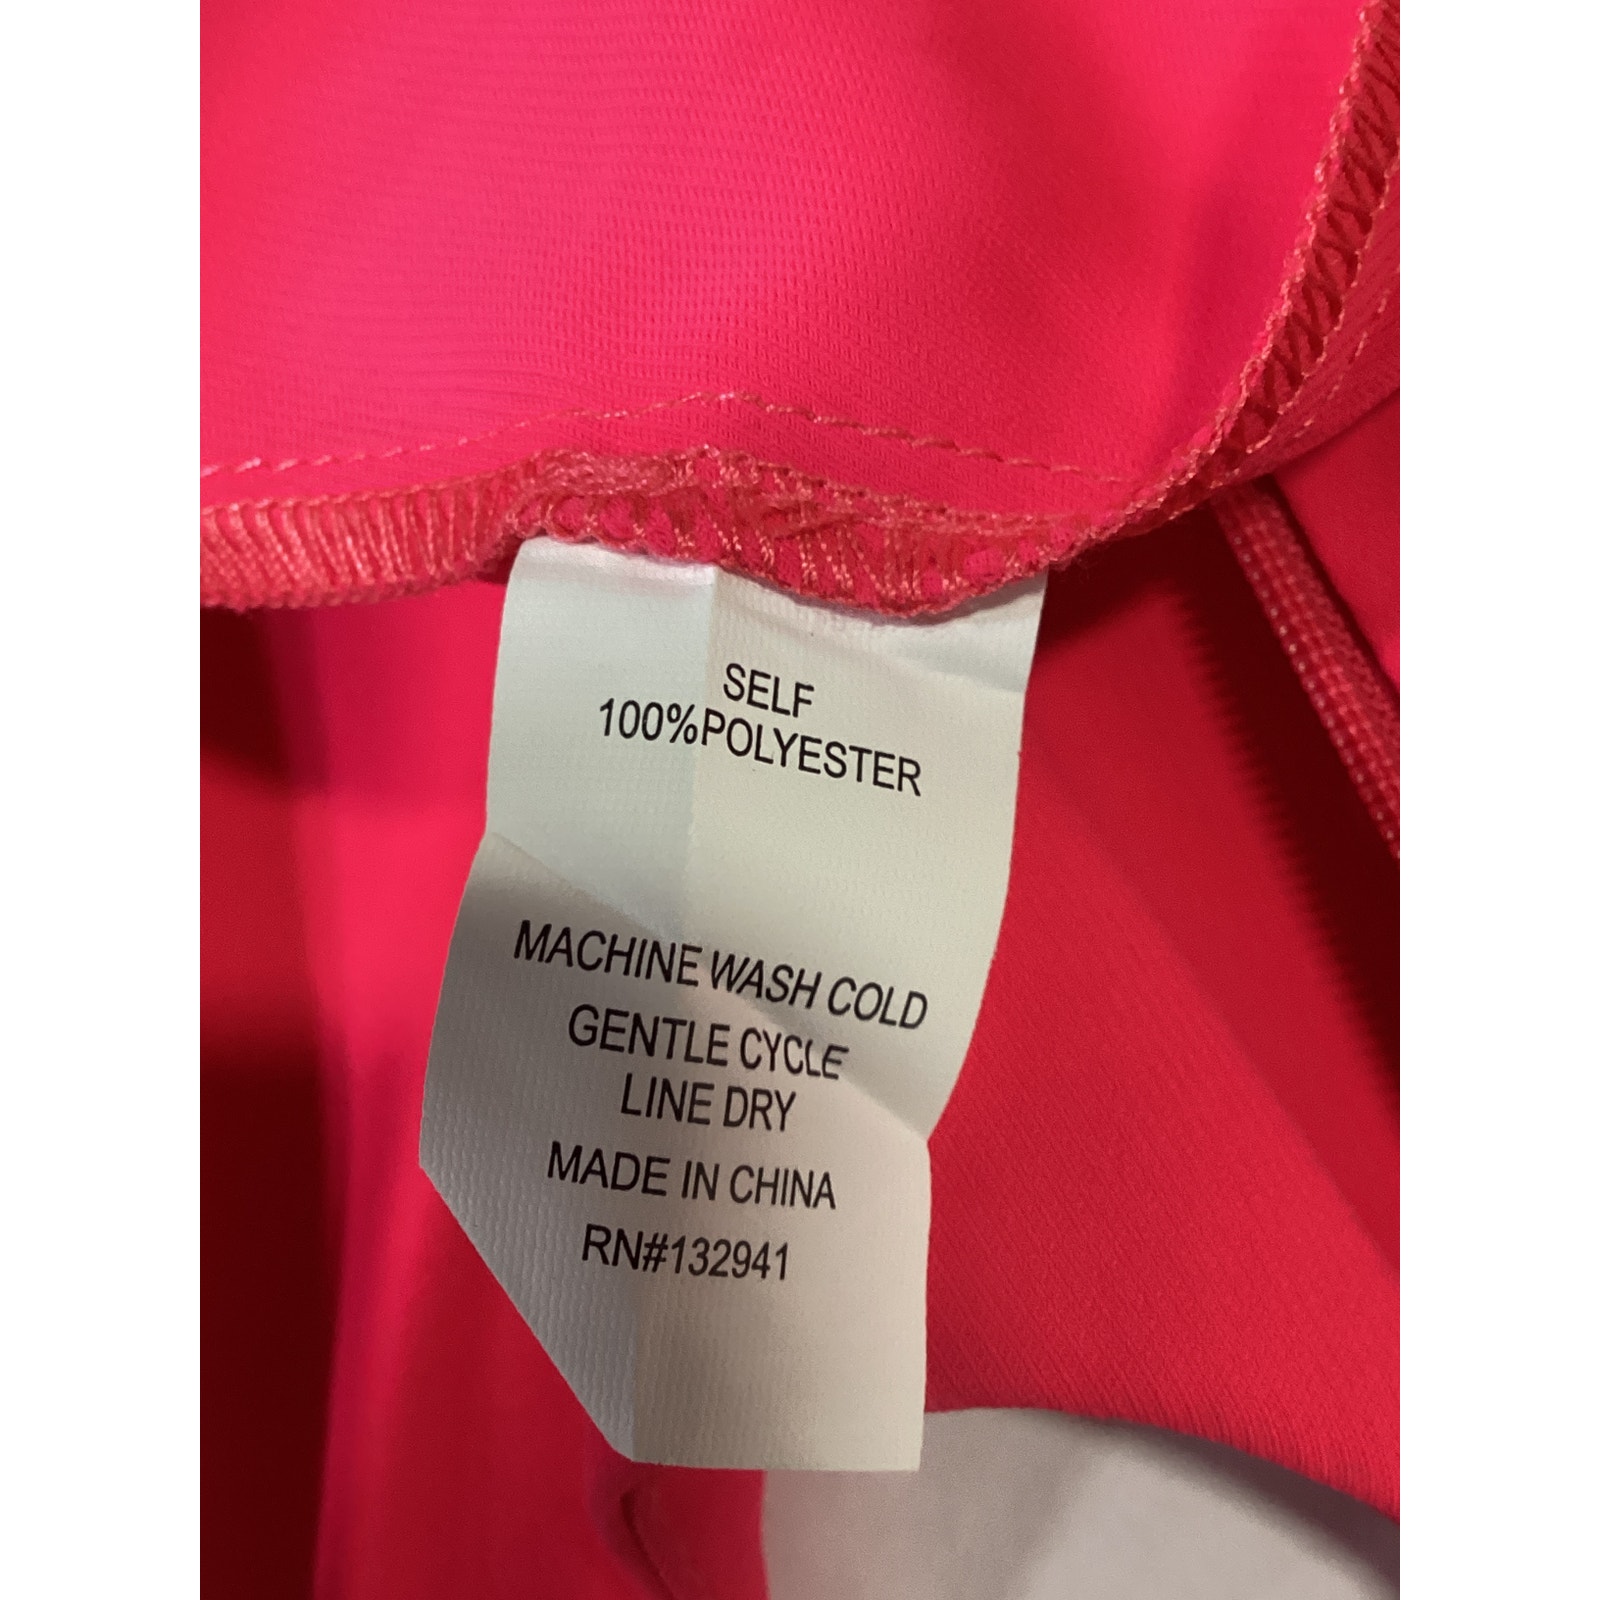 SELF
100%POLYESTER
MACHINE WASH COLD
GENTLE CYCLE
LINE DRY
MADE IN CHINA
RN#132941